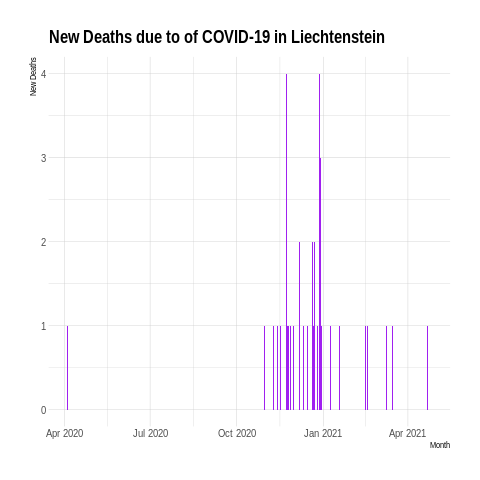 New Deaths due to of COVID-19 in Liechtenstein
New Deaths
4
3
2
1
0
Apr 2020 Jul 2020 Oct 2020 Jan 2021 Apr 2021
Month